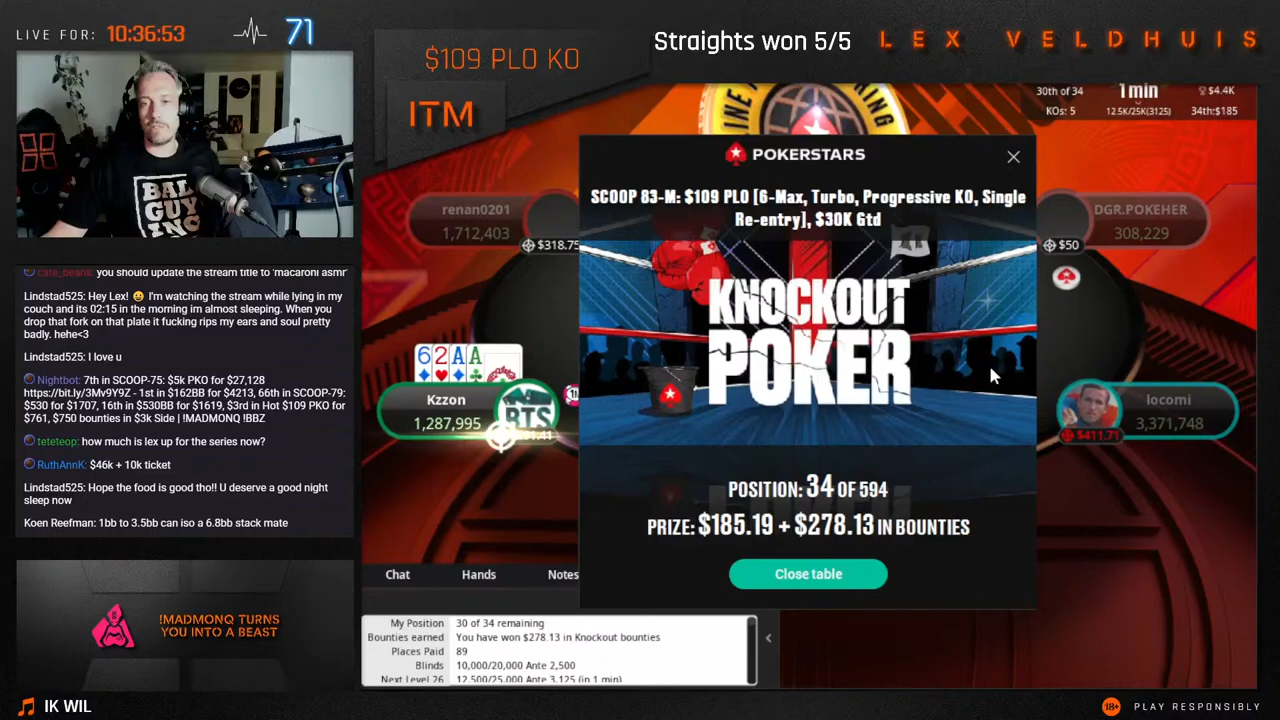 LIVE FOR: 10:36:53
71
$109 PLO KO
ITM
Straights won 5/5
LEX VELDHUIS
BAD
GUY
INC
cate_beans: you should update the stream title to 'macaroni asmr'
Lindstad525: Hey Lex! 😄 I'm watching the stream while lying in my
couch and its 02:15 in the morning im almost sleeping. When you
drop that fork on that plate it fucking rips my ears and soul pretty
badly. hehe<3
Lindstad525: I love u
Nightbot: 7th in SCOOP-75: $5k PKO for $27,128
https://bit.ly/3Mv9Y9Z - 1st in $162BB for $4213, 66th in SCOOP-79:
$530 for $1707, 16th in $530BB for $1619, $3rd in Hot $109 PKO for
$761, $750 bounties in $3k Side | !MADMONQ !BBZ
teteteop: how much is lex up for the series now?
RuthAnnK: $46k + 10k ticket
Lindstad525: Hope the food is good tho!! U deserve a good night
sleep now
Koen Reefman: 1bb to 3.5bb can iso a 6.8bb stack mate
!MADMONQ TURNS
YOU INTO A BEAST
IK WIL
30th of 34
KOs: 5
1min
12.5K/25K(3125)
$4.4K
34th:$185
renan0201
1,712,403
$318.75
DGR.POKEHER
308,229
$50
6 2 A A
Kzzon
1,287,995
RTS
locomi
3,371,748
$411.71
POKERSTARS
SCOOP 83-M: $109 PLO [6-Max, Turbo, Progressive KO, Single
Re-entry], $30K Gtd
KNOCKOUT
POKER
POSITION: 34 OF 594
PRIZE: $185.19 + $278.13 IN BOUNTIES
Close table
Chat
Hands
Notes
My Position 30 of 34 remaining
Bounties earned You have won $278.13 in Knockout bounties
Places Paid 89
Blinds 10,000/20,000 Ante 2,500
Next Level 26 12,500/25,000 Ante 3,125 (in 1 min)
18+ PLAY RESPONSIBLY